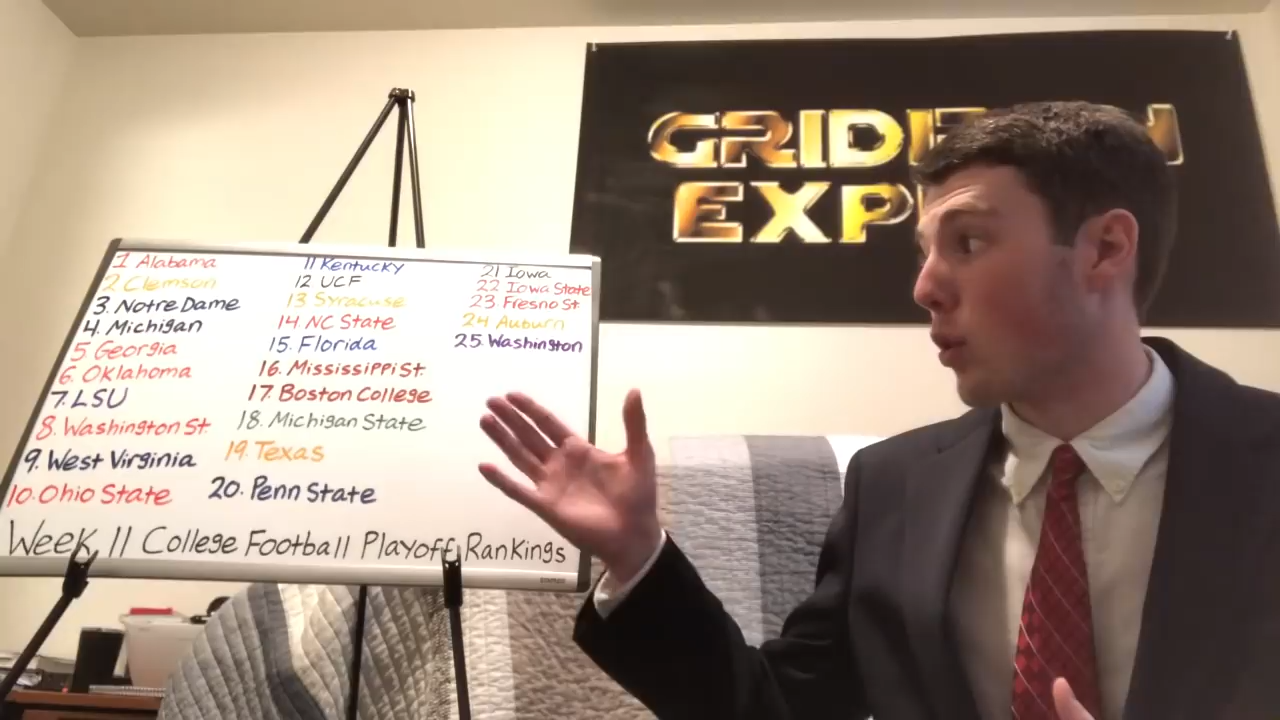 GRIDI N
EXP
1 Alabama
2 Clemson
3. Notre Dame
4. Michigan
5 Georgia
6. Oklahoma
7. LSU
8. Washington St.
9. West Virginia
10. Ohio State
11 Kentucky
12 UCF
13 Syracuse
14 NC State
15. Florida
16. Mississippi St.
17. Boston College
18. Michigan State
19. Texas
20. Penn State
21 Iowa
22 Iowa State
23. Fresno St
24 Auburn
25. Washington
Week 11 College Football Playoff Rankings